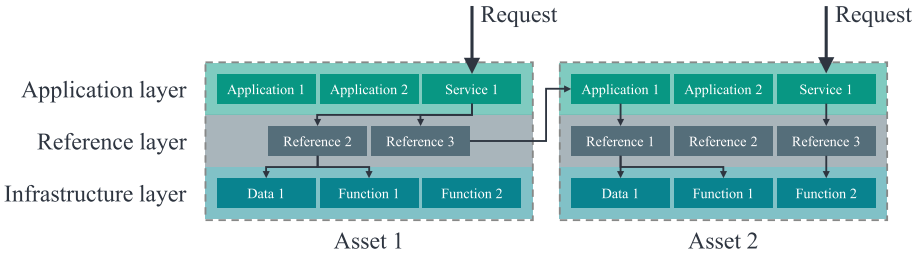 Request Request
Application layer Application 1 Application 2 Service 1 Application 1 Application 2 Service 1
Reference layer Reference 2 Reference 3 Reference 1 Reference 2 Reference 3
Infrastructure layer Data 1 Function 1 Function 2 Data 1 Function 1 Function 2
Asset 1 Asset 2